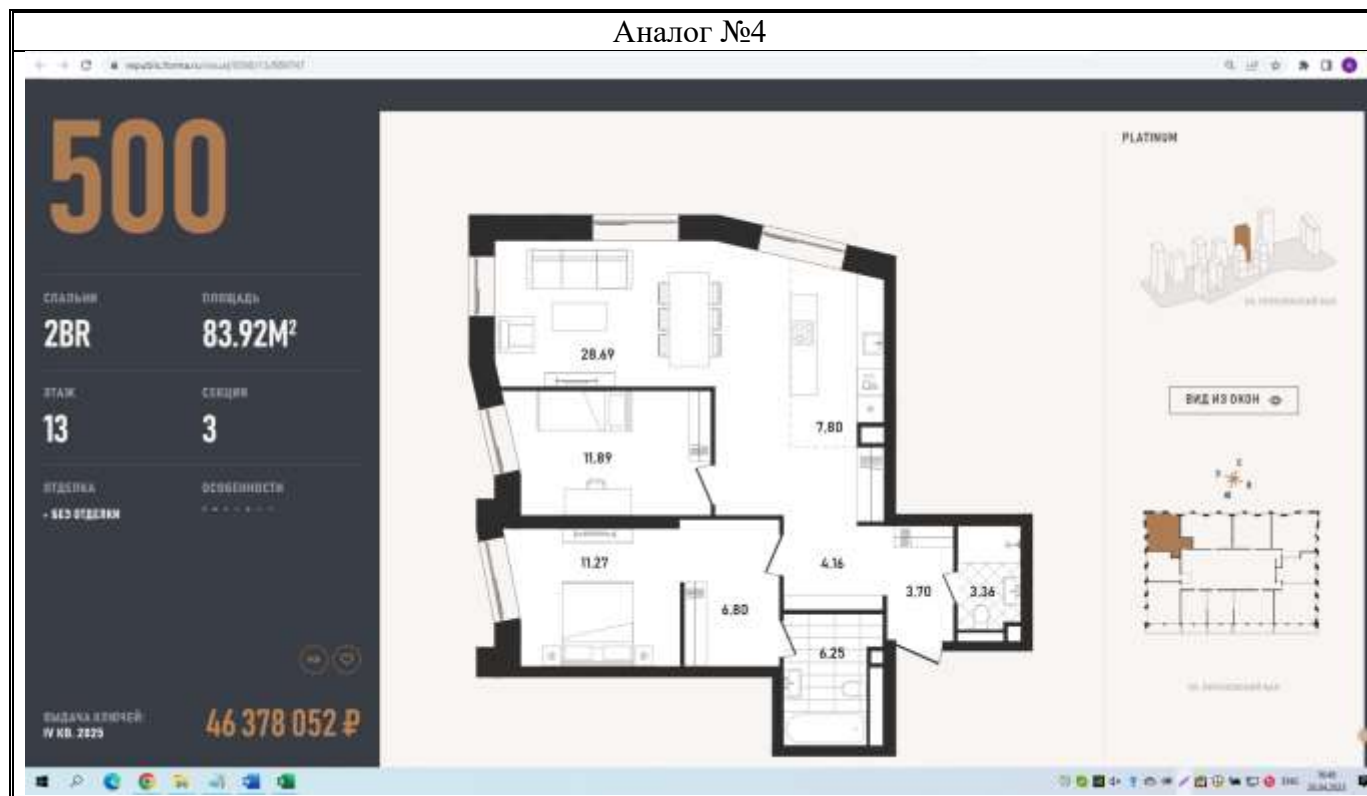 Аналог №4
500
PLATINUM
СПАЛЬНИ
ПЛОЩАДЬ
2BR
83.92М²
28.69
ЭТАЖ
СЕКЦИЯ
ВИД ИЗ ОКОН
13
3
7.80
11.89
ОТДЕЛКА
ОСОБЕННОСТИ
- БЕЗ ОТДЕЛКИ
11.27
4.16
3.70
3.36
6.80
6.25
ВЫДАЧА КЛЮЧЕЙ:
IV КВ. 2025
46 378 052 ₽
ENG